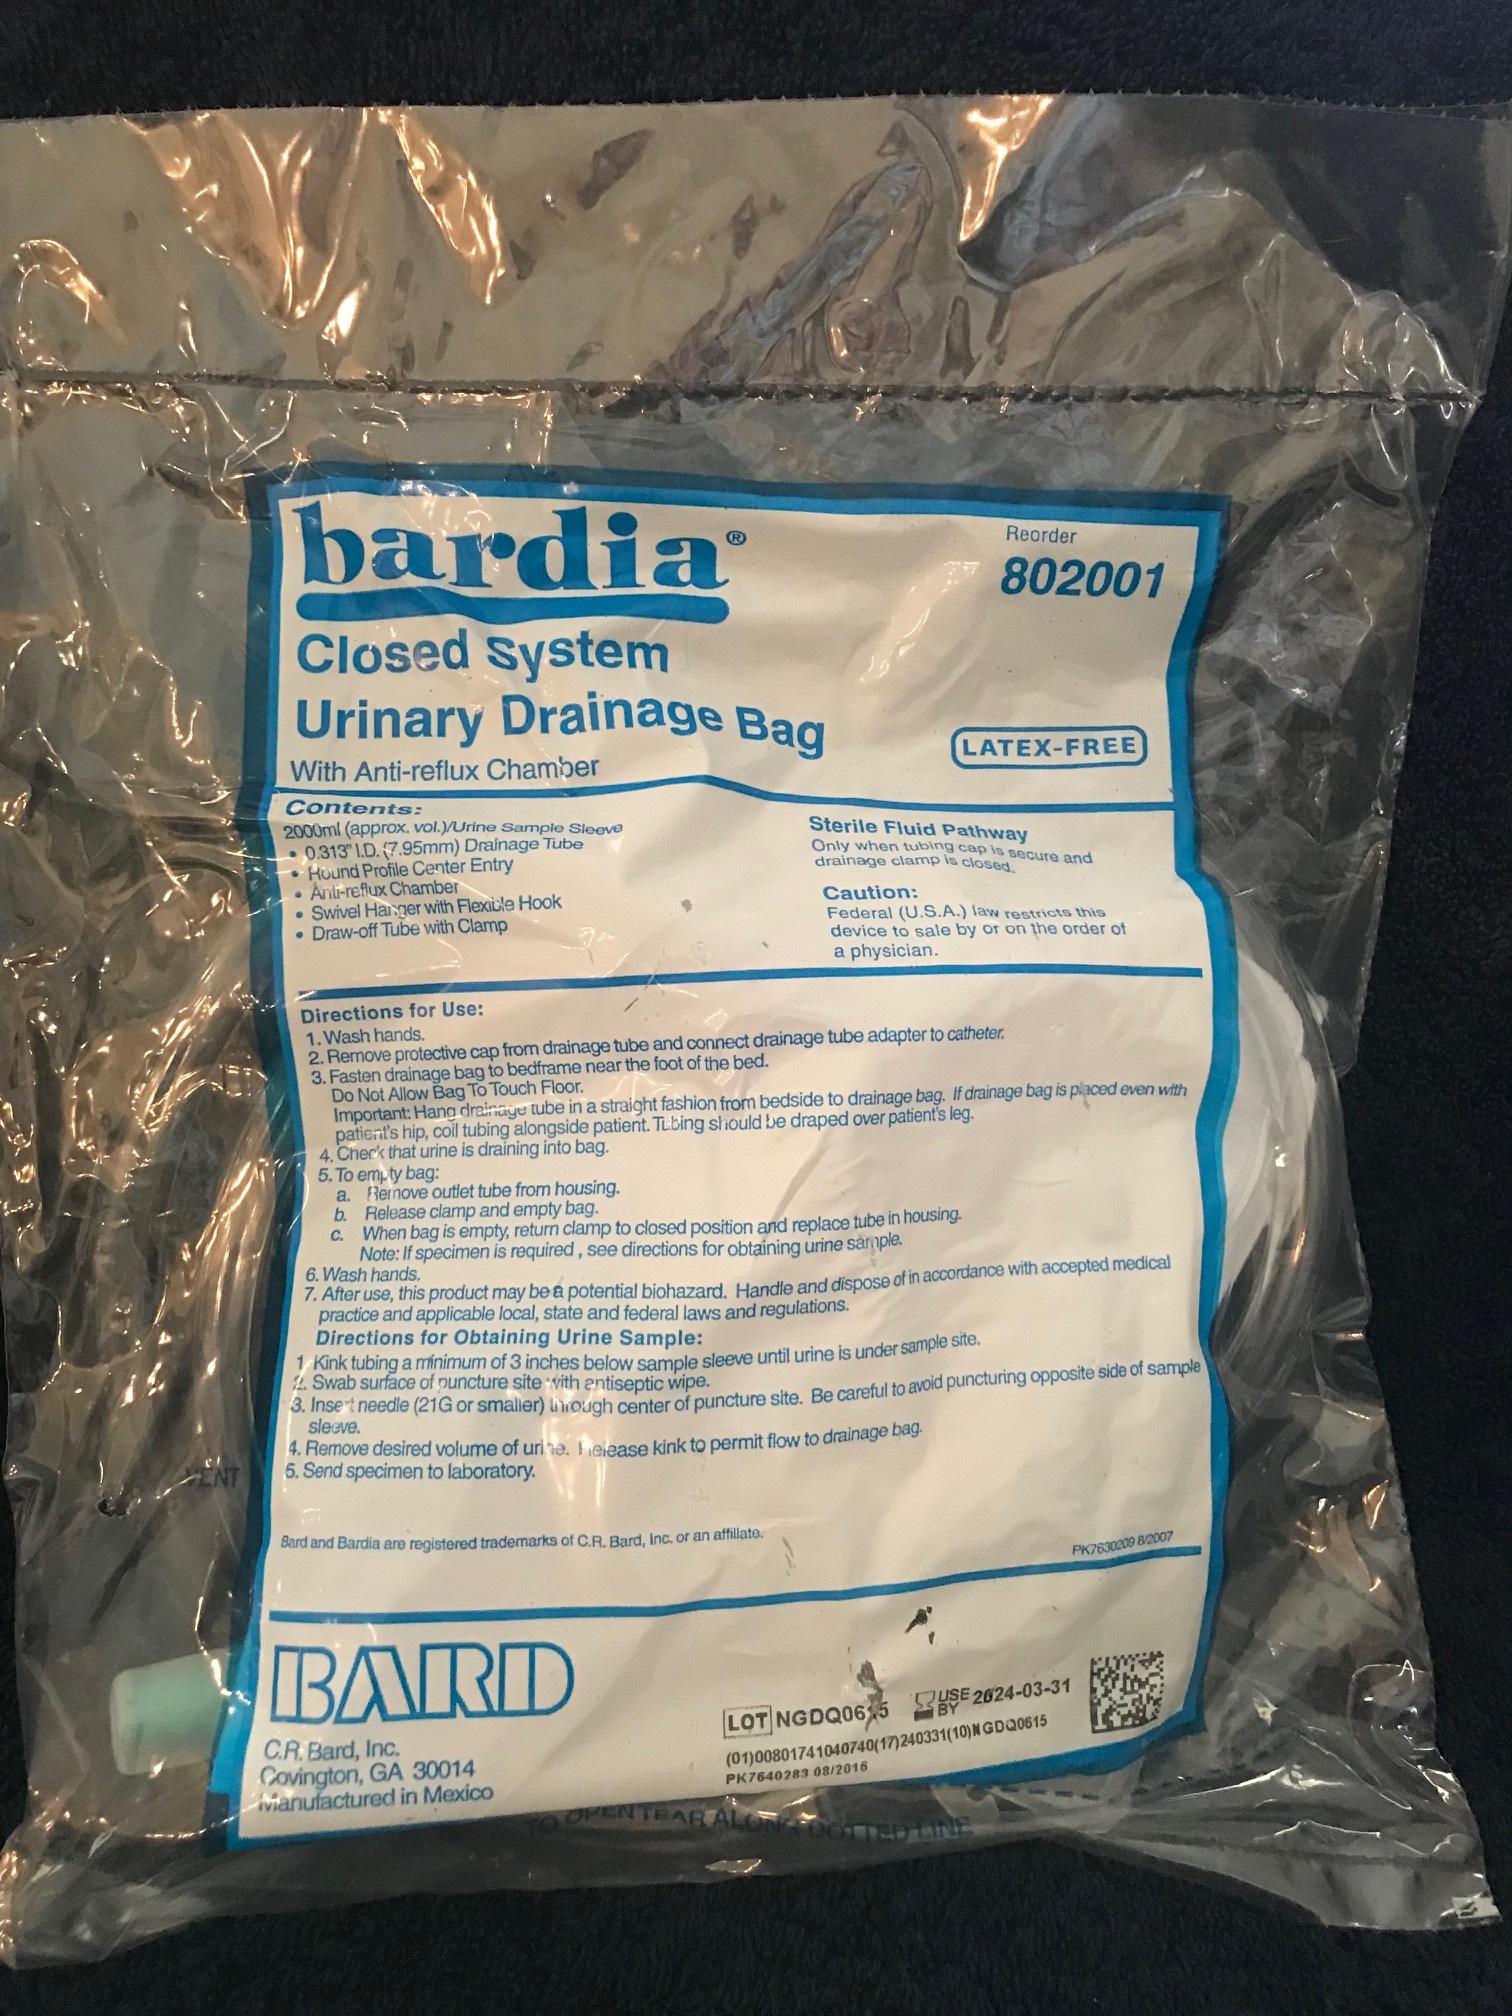 bardia®
Reorder
802001
Closed System
Urinary Drainage Bag
With Anti-reflux Chamber
LATEX-FREE
Contents:
2000ml (approx. vol.)/Urine Sample Sleeve
• 0.313" I.D. (7.95mm) Drainage Tube
• Round Profile Center Entry
• Anti-reflux Chamber
• Swivel Hanger with Flexible Hook
• Draw-off Tube with Clamp
Sterile Fluid Pathway
Only when tubing cap is secure and
drainage clamp is closed.
Caution:
Federal (U.S.A.) law restricts this
device to sale by or on the order of
a physician.
Directions for Use:
1. Wash hands.
2. Remove protective cap from drainage tube and connect drainage tube adapter to catheter.
3. Fasten drainage bag to bedframe near the foot of the bed.
Do Not Allow Bag To Touch Floor.
Important: Hang drainage tube in a straight fashion from bedside to drainage bag. If drainage bag is placed even with
patient's hip, coil tubing alongside patient. Tubing should be draped over patient's leg.
4. Check that urine is draining into bag.
5. To empty bag:
a. Remove outlet tube from housing.
b. Release clamp and empty bag.
c. When bag is empty, return clamp to closed position and replace tube in housing.
Note: If specimen is required , see directions for obtaining urine sample.
6. Wash hands.
7. After use, this product may be a potential biohazard. Handle and dispose of in accordance with accepted medical
practice and applicable local, state and federal laws and regulations.
Directions for Obtaining Urine Sample:
1. Kink tubing a minimum of 3 inches below sample sleeve until urine is under sample site.
2. Swab surface of puncture site with antiseptic wipe.
3. Insert needle (21G or smaller) through center of puncture site. Be careful to avoid puncturing opposite side of sample
sleeve.
4. Remove desired volume of urine. Release kink to permit flow to drainage bag.
5. Send specimen to laboratory.
VENT
Bard and Bardia are registered trademarks of C.R. Bard, Inc. or an affiliate.
PK7630209 8/2007
BARD
C.R. Bard, Inc.
Covington, GA 30014
Manufactured in Mexico
LOT NGDQ0615
USE BY 2024-03-31
(01)00801741040740(17)240331(10)NGDQ0615
PK7640283 08/2016
TO OPEN TEAR ALONG DOTTED LINE